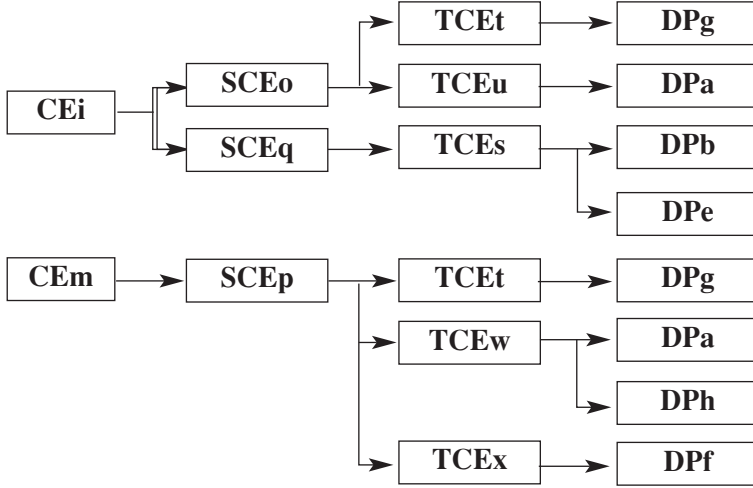 TCEt DPg
SCEo TCEu DPa
CEi
SCEq TCEs DPb
DPe
CEm SCEp TCEt DPg
TCEw DPa
DPh
TCEx DPf